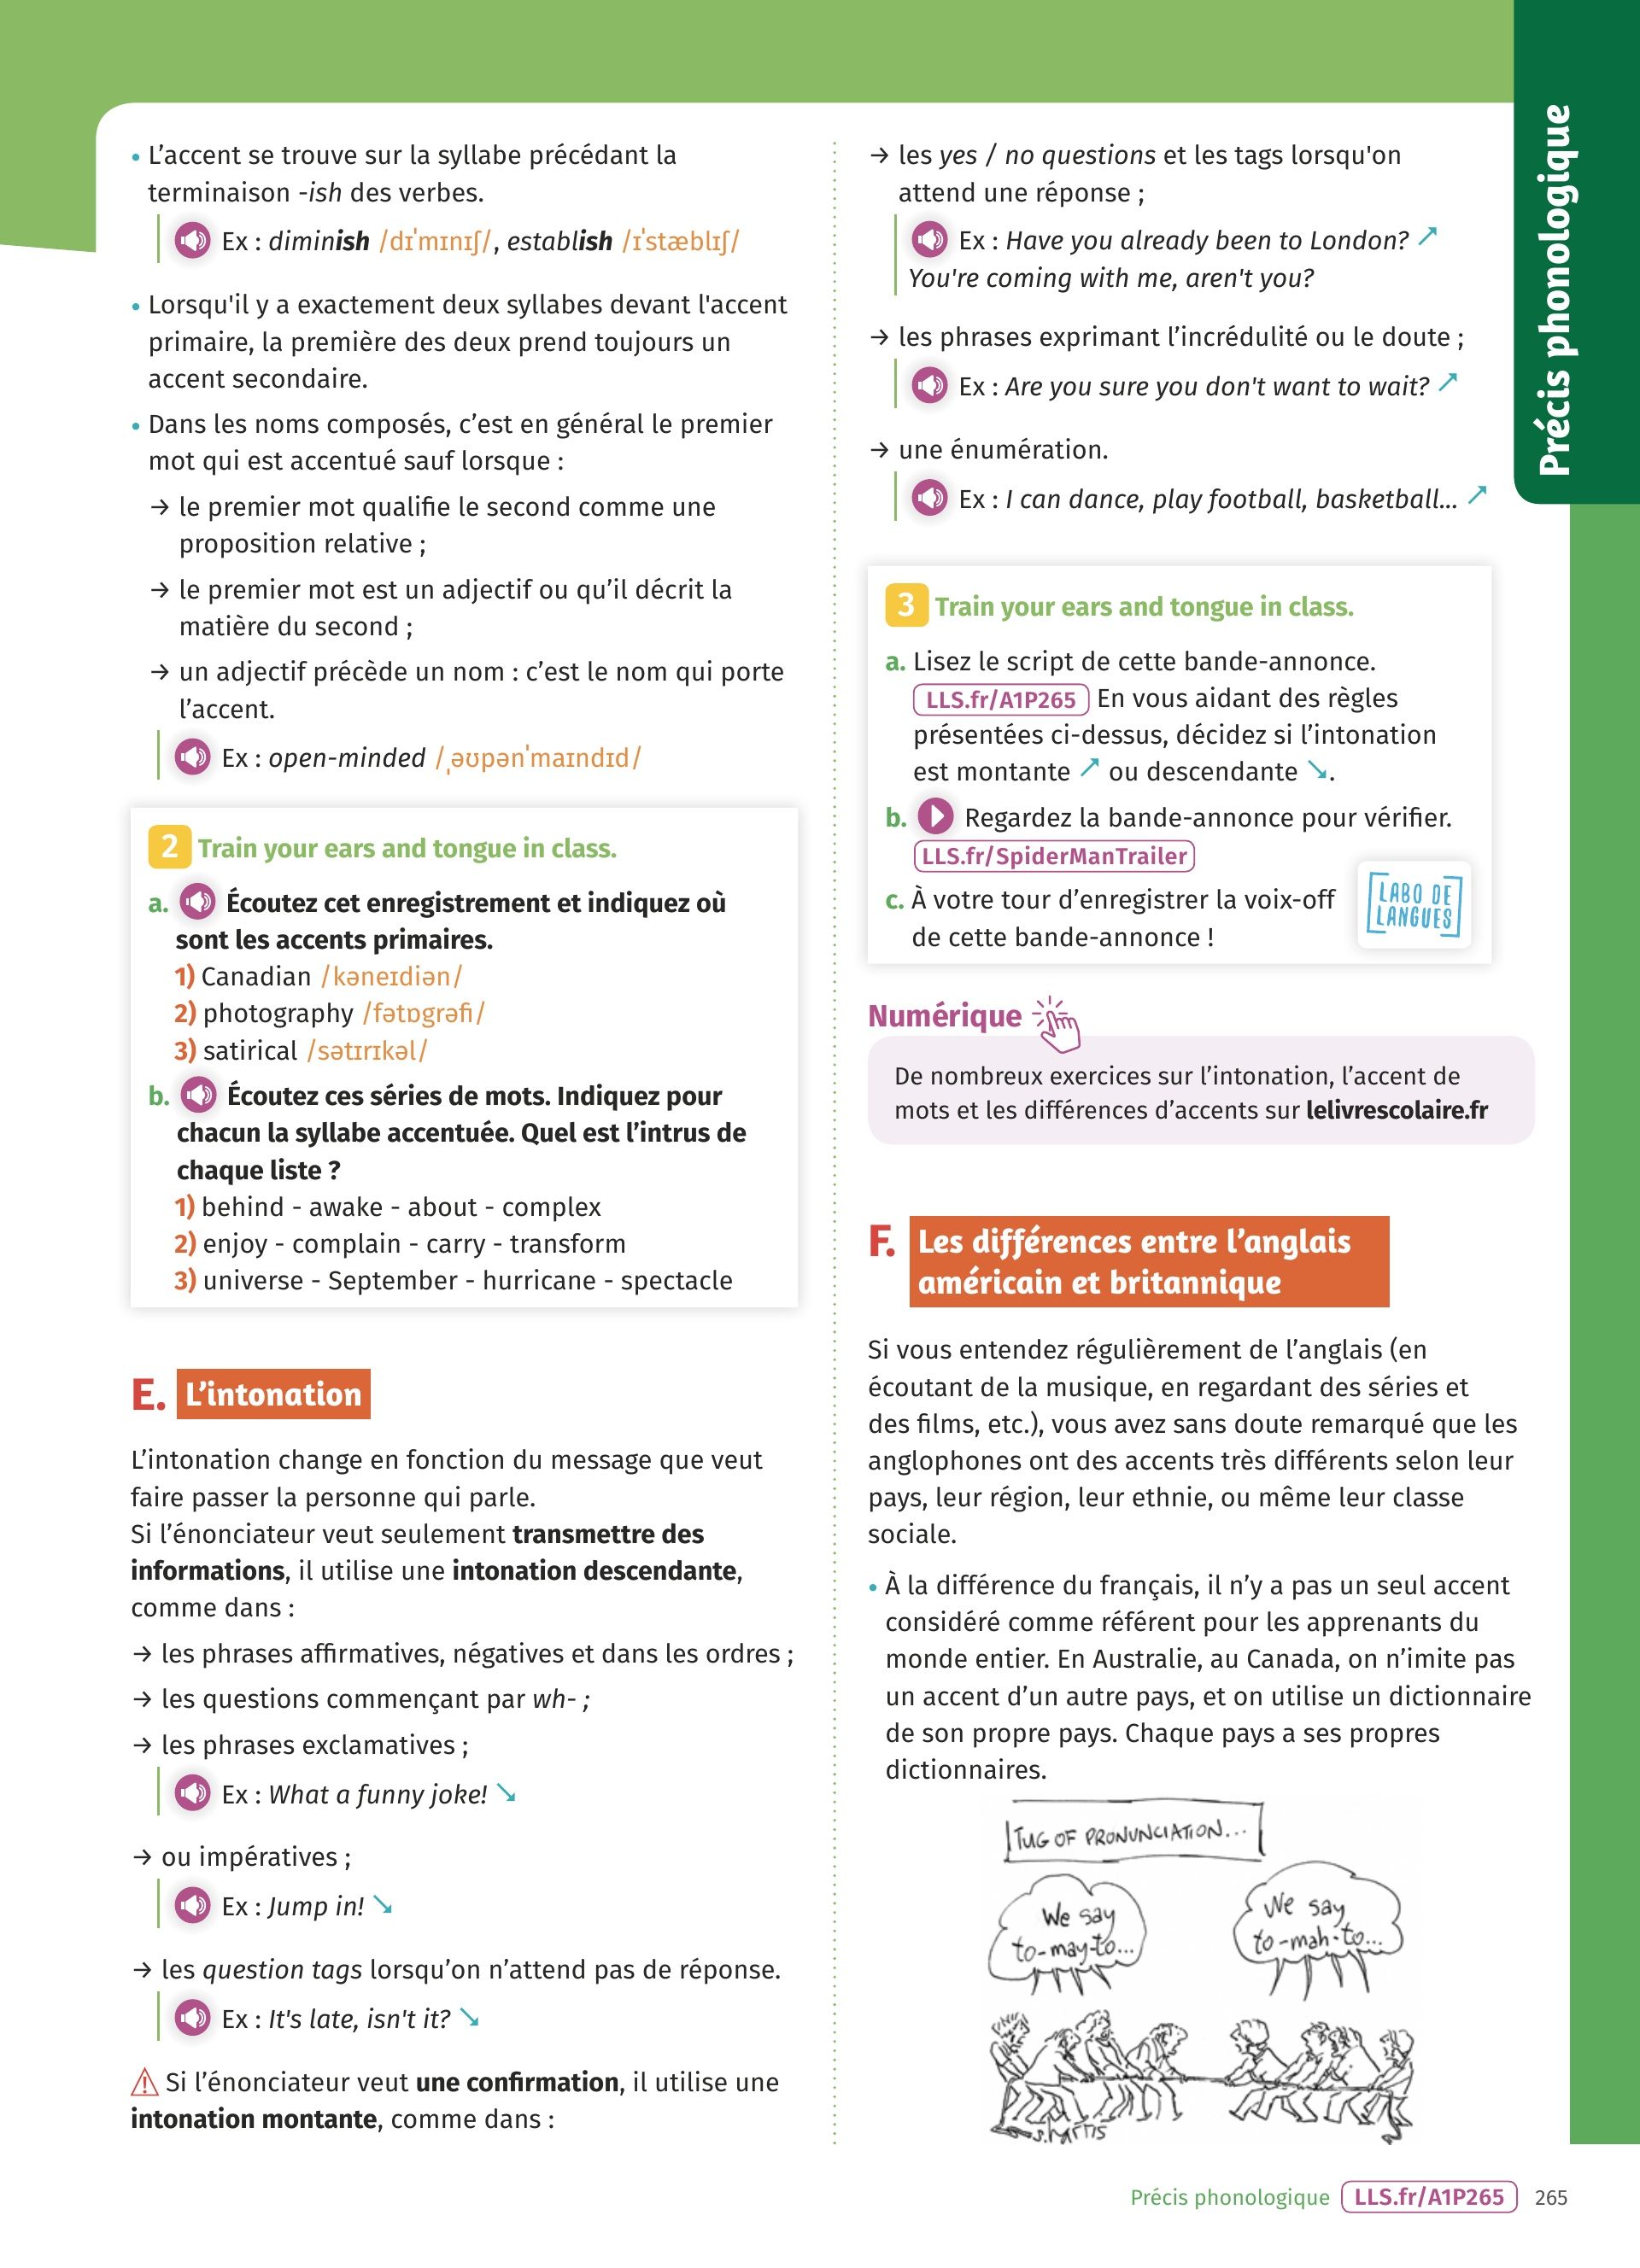 Précis phonologique
• L’accent se trouve sur la syllabe précédant la
terminaison -ish des verbes.
Ex : diminish /dɪˈmɪnɪʃ/, establish /ɪˈstæblɪʃ/
• Lorsqu'il y a exactement deux syllabes devant l'accent
primaire, la première des deux prend toujours un
accent secondaire.
• Dans les noms composés, c’est en général le premier
mot qui est accentué sauf lorsque :
→ le premier mot qualifie le second comme une
proposition relative ;
→ le premier mot est un adjectif ou qu’il décrit la
matière du second ;
→ un adjectif précède un nom : c’est le nom qui porte
l’accent.
Ex : open-minded /ˌəʊpənˈmaɪndɪd/
2 Train your ears and tongue in class.
a. Écoutez cet enregistrement et indiquez où
sont les accents primaires.
1) Canadian /kəneɪdiən/
2) photography /fətɒgrəfi/
3) satirical /sətɪrɪkəl/
b. Écoutez ces séries de mots. Indiquez pour
chacun la syllabe accentuée. Quel est l’intrus de
chaque liste ?
1) behind - awake - about - complex
2) enjoy - complain - carry - transform
3) universe - September - hurricane - spectacle
E. L’intonation
L’intonation change en fonction du message que veut
faire passer la personne qui parle.
Si l’énonciateur veut seulement transmettre des
informations, il utilise une intonation descendante,
comme dans :
→ les phrases affirmatives, négatives et dans les ordres ;
→ les questions commençant par wh- ;
→ les phrases exclamatives ;
Ex : What a funny joke! ↘
→ ou impératives ;
Ex : Jump in! ↘
→ les question tags lorsqu’on n’attend pas de réponse.
Ex : It's late, isn't it? ↘
⚠ Si l’énonciateur veut une confirmation, il utilise une
intonation montante, comme dans :
→ les yes / no questions et les tags lorsqu'on
attend une réponse ;
Ex : Have you already been to London? ↗
You're coming with me, aren't you?
→ les phrases exprimant l’incrédulité ou le doute ;
Ex : Are you sure you don't want to wait? ↗
→ une énumération.
Ex : I can dance, play football, basketball... ↗
3 Train your ears and tongue in class.
a. Lisez le script de cette bande-annonce.
LLS.fr/A1P265 En vous aidant des règles
présentées ci-dessus, décidez si l’intonation
est montante ↗ ou descendante ↘.
b. Regardez la bande-annonce pour vérifier.
LLS.fr/SpiderManTrailer
c. À votre tour d’enregistrer la voix-off
de cette bande-annonce !
LABO DE
LANGUES
Numérique
De nombreux exercices sur l’intonation, l’accent de
mots et les différences d’accents sur lelivrescolaire.fr
F. Les différences entre l’anglais
américain et britannique
Si vous entendez régulièrement de l’anglais (en
écoutant de la musique, en regardant des séries et
des films, etc.), vous avez sans doute remarqué que les
anglophones ont des accents très différents selon leur
pays, leur région, leur ethnie, ou même leur classe
sociale.
• À la différence du français, il n’y a pas un seul accent
considéré comme référent pour les apprenants du
monde entier. En Australie, au Canada, on n’imite pas
un accent d’un autre pays, et on utilise un dictionnaire
de son propre pays. Chaque pays a ses propres
dictionnaires.
TUG OF PRONUNCIATION...
We say
to-may-to...
We say
to-mah-to...
S.HARRIS
Précis phonologique LLS.fr/A1P265 265